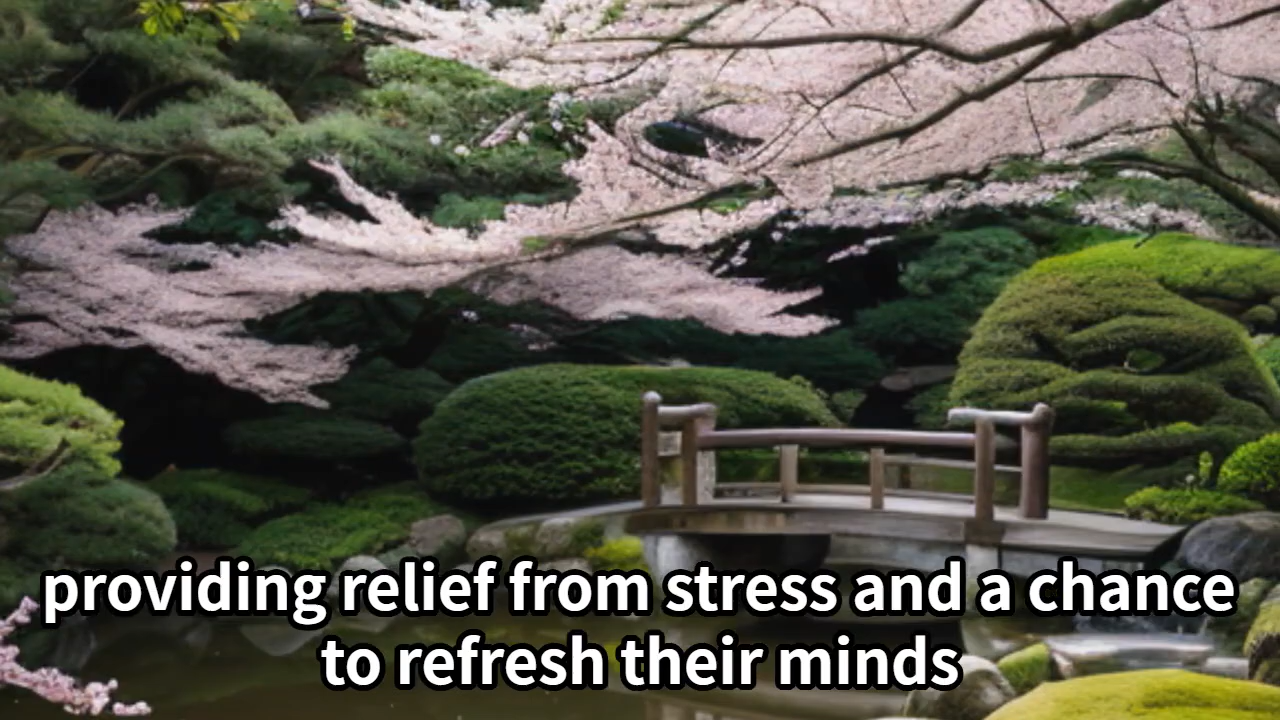 providing relief from stress and a chance
to refresh their minds